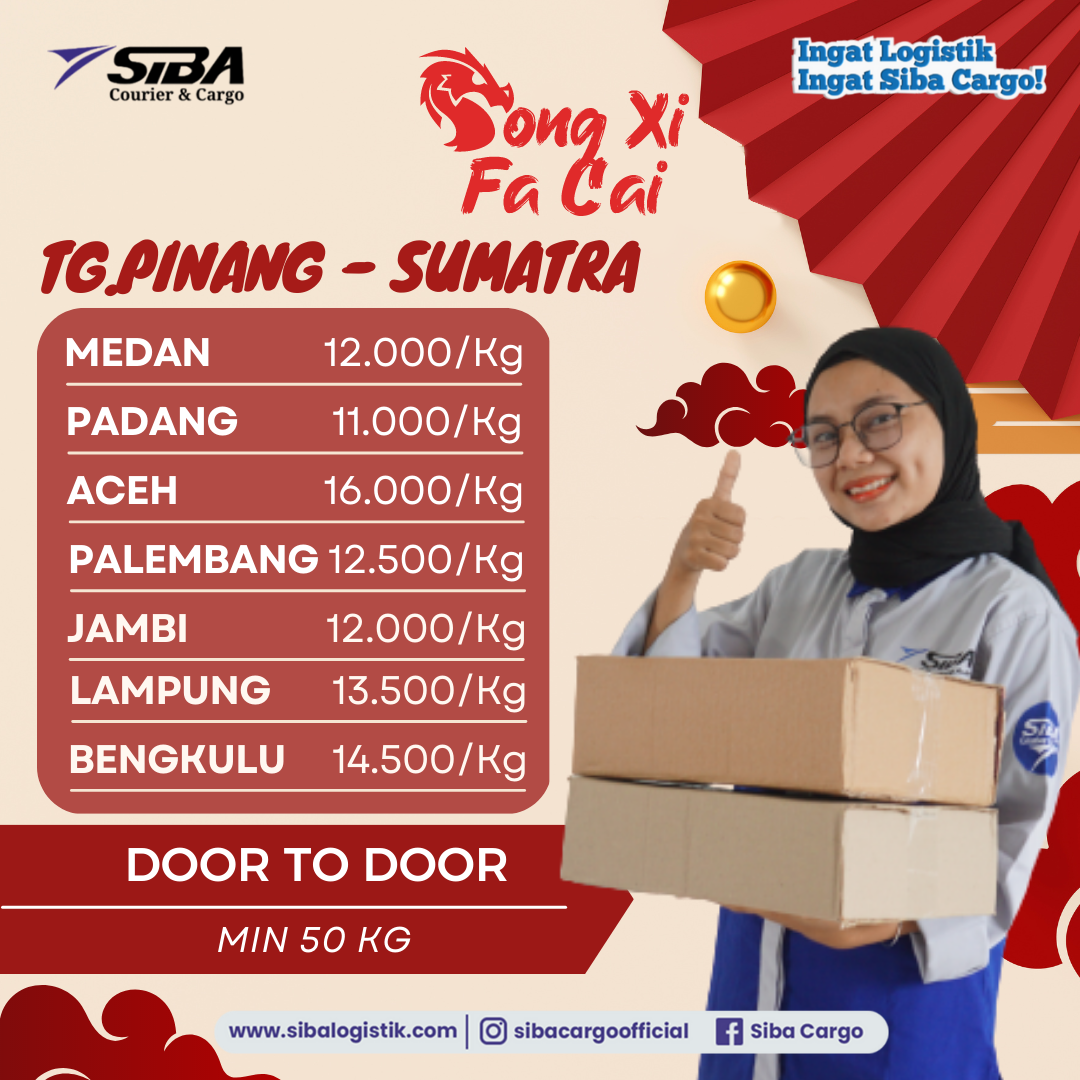 SiBA
Courier & Cargo
Ingat Logistik
Ingat Siba Cargo!
Dong Xi
Fa Cai
TG.PINANG - SUMATRA
MEDAN 12.000/Kg
PADANG 11.000/Kg
ACEH 16.000/Kg
PALEMBANG 12.500/Kg
JAMBI 12.000/Kg
LAMPUNG 13.500/Kg
BENGKULU 14.500/Kg
DOOR TO DOOR
MIN 50 KG
SiBA
www.sibalogistik.com | sibacargoofficial Siba Cargo